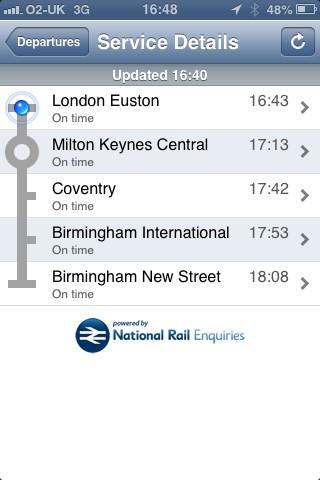 O2-UK 3G 16:48 48%
Departures Service Details
Updated 16:40
London Euston 16:43
On time
Milton Keynes Central 17:13
On time
Coventry 17:42
On time
Birmingham International 17:53
On time
Birmingham New Street 18:08
On time
powered by
National Rail Enquiries